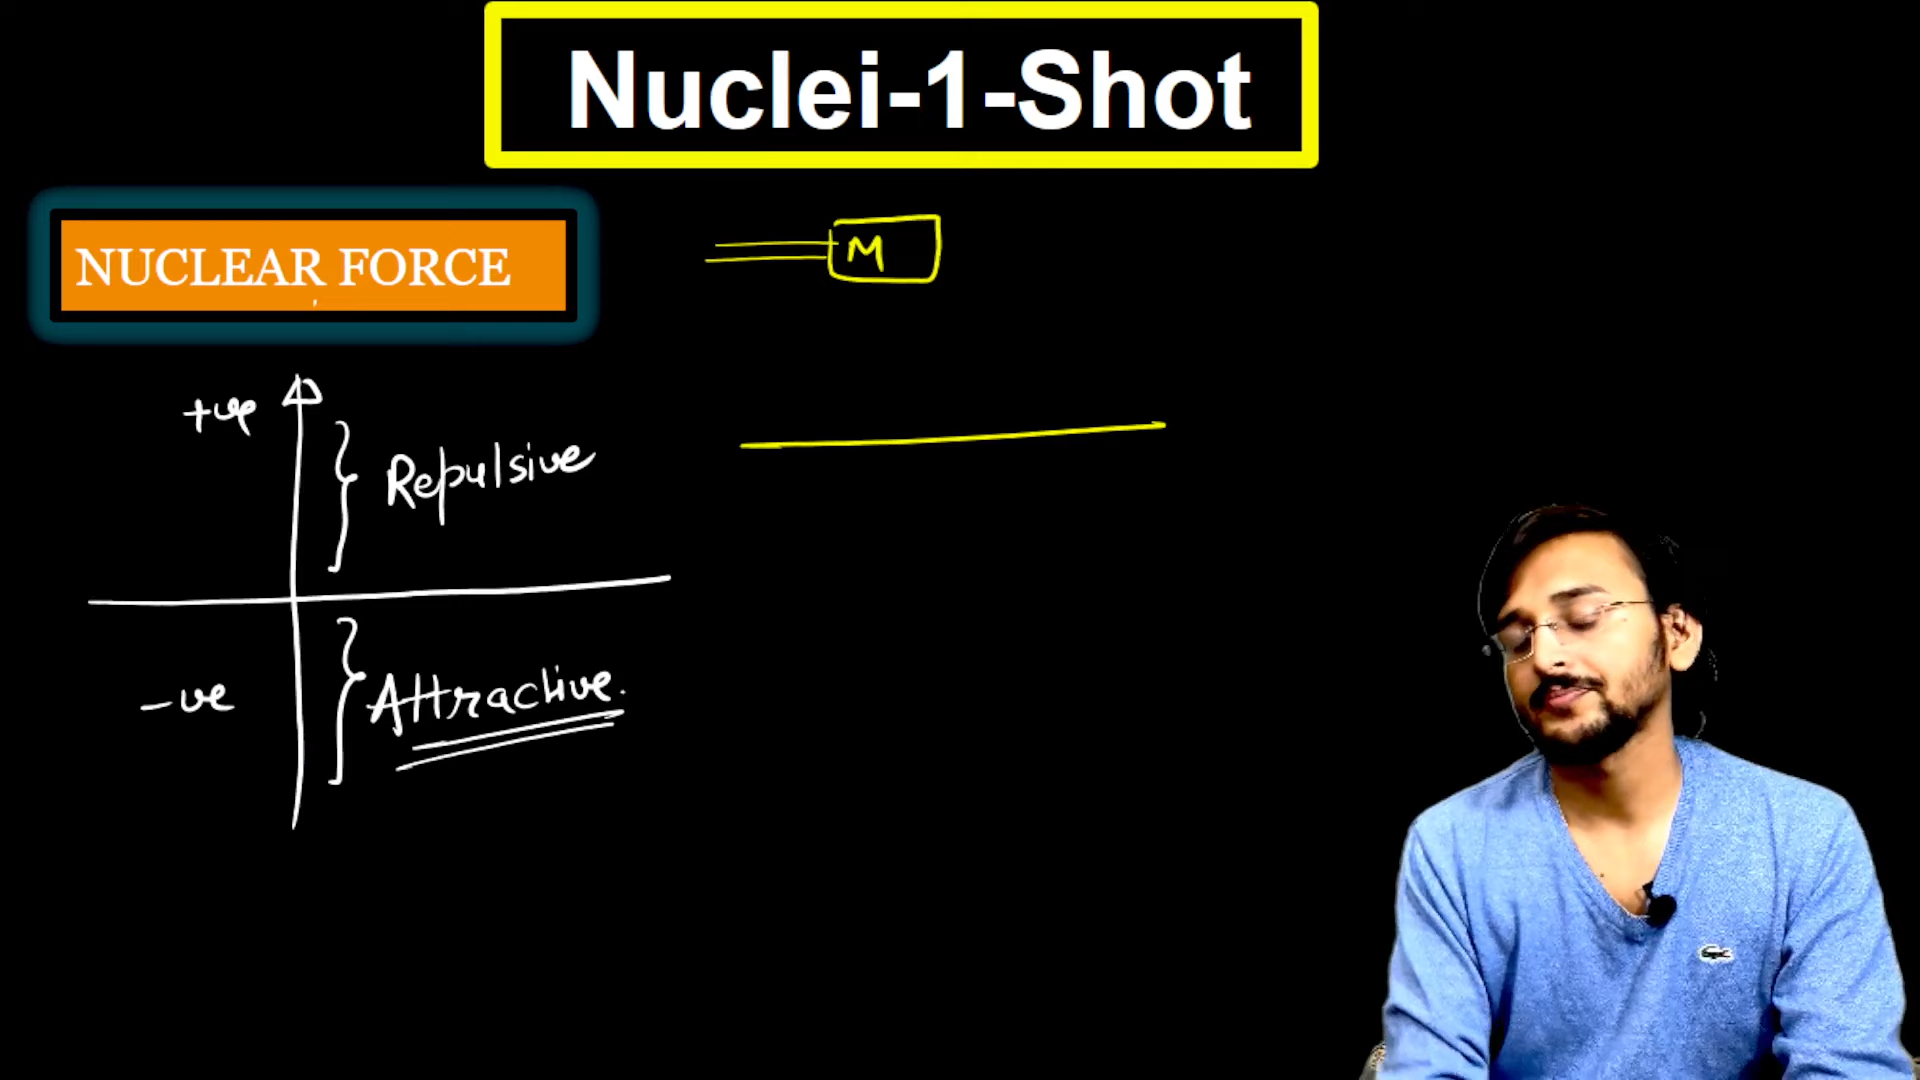 Nuclei-1-Shot
NUCLEAR FORCE
M
+ve
Repulsive
-ve
Attractive.